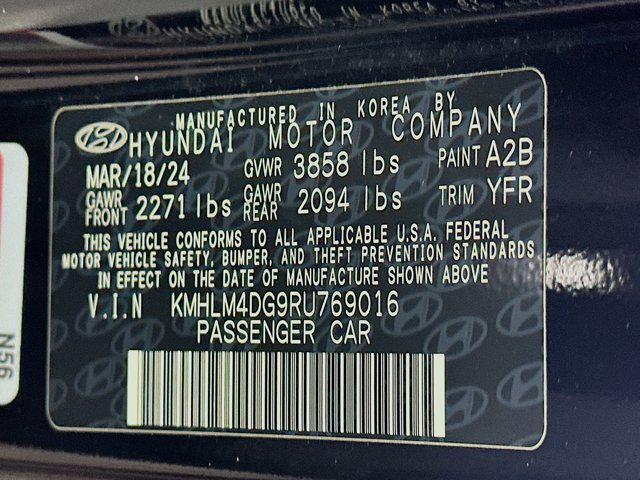 MANUFACTURED IN KOREA BY
HYUNDAI MOTOR COMPANY
MAR/18/24 GVWR 3858 lbs PAINT A2B
GAWR FRONT 2271 lbs GAWR REAR 2094 lbs TRIM YFR
THIS VEHICLE CONFORMS TO ALL APPLICABLE U.S.A. FEDERAL
MOTOR VEHICLE SAFETY, BUMPER, AND THEFT PREVENTION STANDARDS
IN EFFECT ON THE DATE OF MANUFACTURE SHOWN ABOVE
V.I.N KMHLM4DG9RU769016
PASSENGER CAR
N56